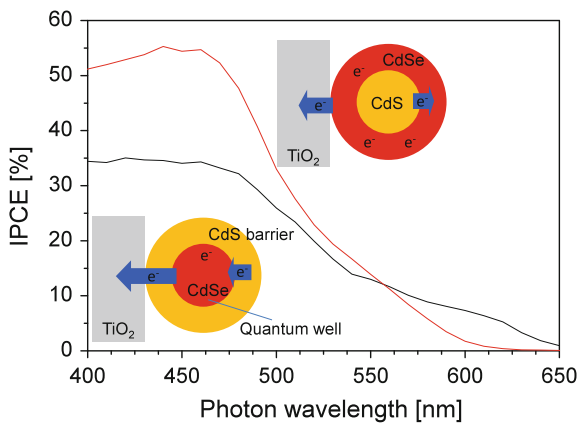 60
50
40
30
20
10
0
IPCE [%]
CdSe
e-
CdS
e-
e-
e-
e-
TiO2
CdS barrier
e-
e-
e-
CdSe
TiO2
Quantum well
400 450 500 550 600 650
Photon wavelength [nm]